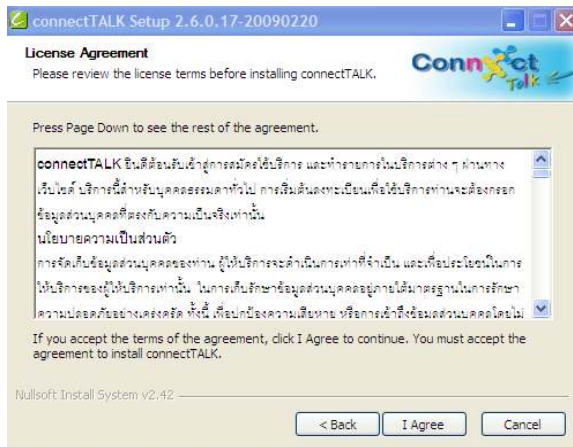 connectTALK Setup 2.6.0.17-20090220
License Agreement
Please review the license terms before installing connectTALK.
Connect
Talk
Press Page Down to see the rest of the agreement.
connectTALK ยินดีต้อนรับเข้าสู่การสมัครใช้บริการ และทำรายการในบริการต่าง ๆ ผ่านทาง
เว็บไซต์ บริการนี้สำหรับบุคคลธรรมดาทั่วไป การเริ่มต้นลงทะเบียนเพื่อใช้บริการท่านจะต้องกรอก
ข้อมูลส่วนบุคคลที่ตรงกับความเป็นจริงเท่านั้น
นโยบายความเป็นส่วนตัว
การจัดเก็บข้อมูลส่วนบุคคลของท่าน ผู้ให้บริการจะดำเนินการเท่าที่จำเป็น และเพื่อประโยชน์ในการ
ให้บริการของผู้ให้บริการเท่านั้น ในการเก็บรักษาข้อมูลส่วนบุคคลอยู่ภายใต้มาตรฐานในการรักษา
ความปลอดภัยอย่างเคร่งครัด ทั้งนี้ เพื่อปกป้องความเสียหาย หรือการเข้าถึงข้อมูลส่วนบุคคลโดยไม่
If you accept the terms of the agreement, click I Agree to continue. You must accept the
agreement to install connectTALK.
Nullsoft Install System v2.42
< Back
I Agree
Cancel